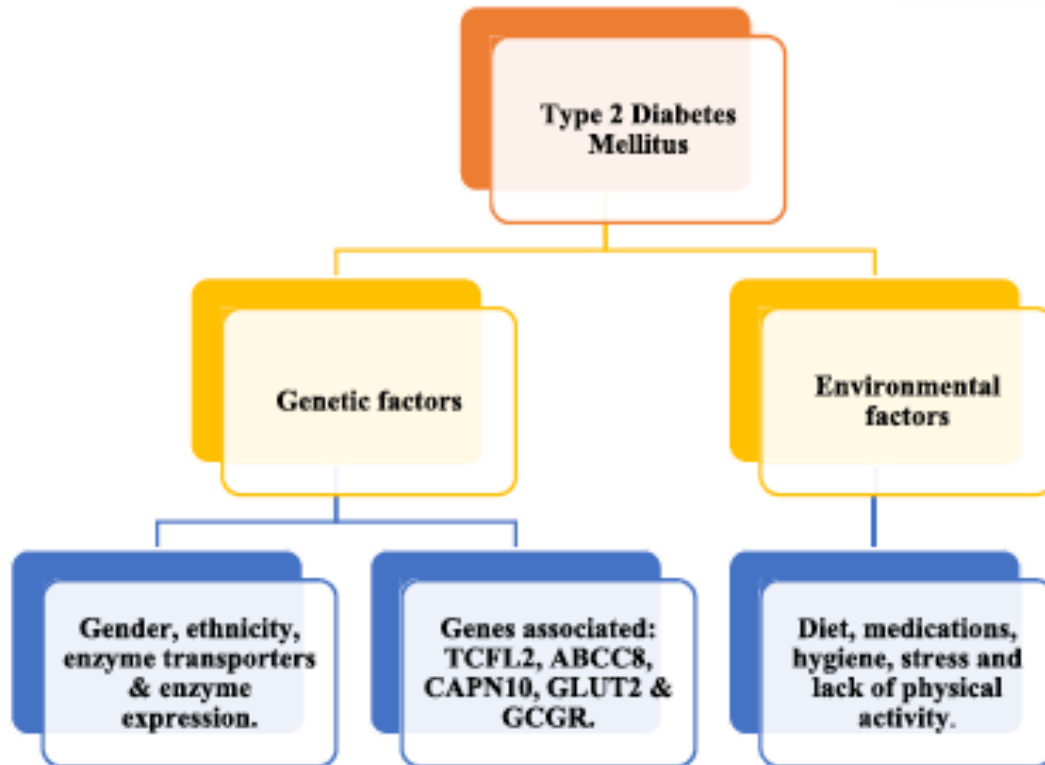 Type 2 Diabetes
Mellitus
Genetic factors
Environmental
factors
Gender, ethnicity,
enzyme transporters
& enzyme
expression.
Genes associated:
TCFL2, ABCC8,
CAPN10, GLUT2 &
GCGR.
Diet, medications,
hygiene, stress and
lack of physical
activity.